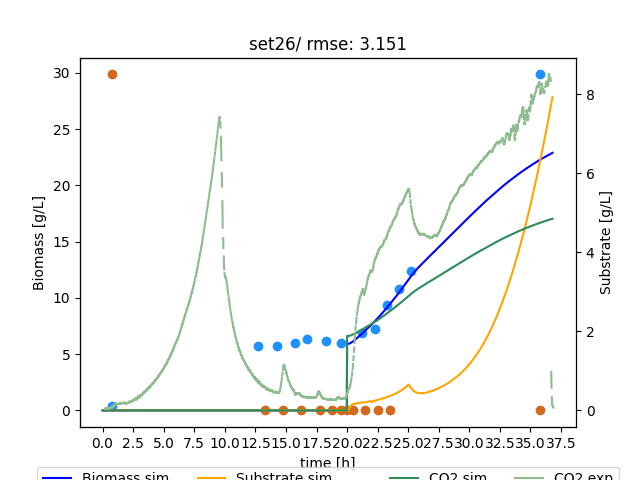 set26/ rmse: 3.151
30
25
20
15
10
5
0
Biomass [g/L]
8
6
4
2
0
Substrate [g/L]
0.0 2.5 5.0 7.5 10.0 12.5 15.0 17.5 20.0 22.5 25.0 27.5 30.0 32.5 35.0 37.5
time [h]
Biomass sim Substrate sim CO2 sim CO2 exp